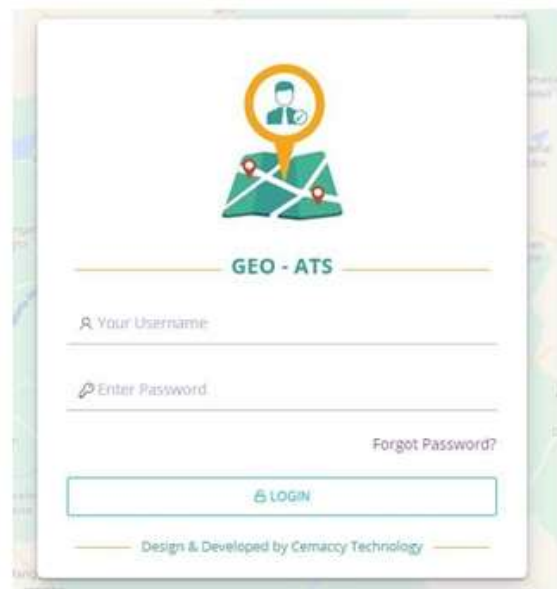 GEO - ATS
Your Username
Enter Password
Forgot Password?
LOGIN
Design & Developed by Cemaccy Technology